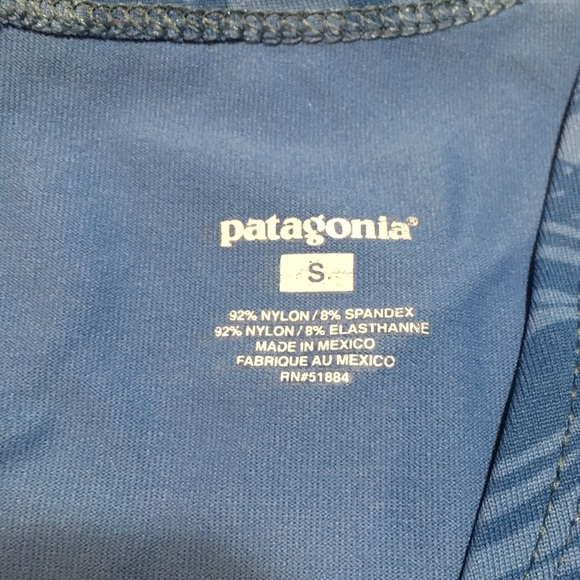 patagonia®
S
92% NYLON / 8% SPANDEX
92% NYLON / 8% ELASTHANNE
MADE IN MEXICO
FABRIQUE AU MEXICO
RN#51884